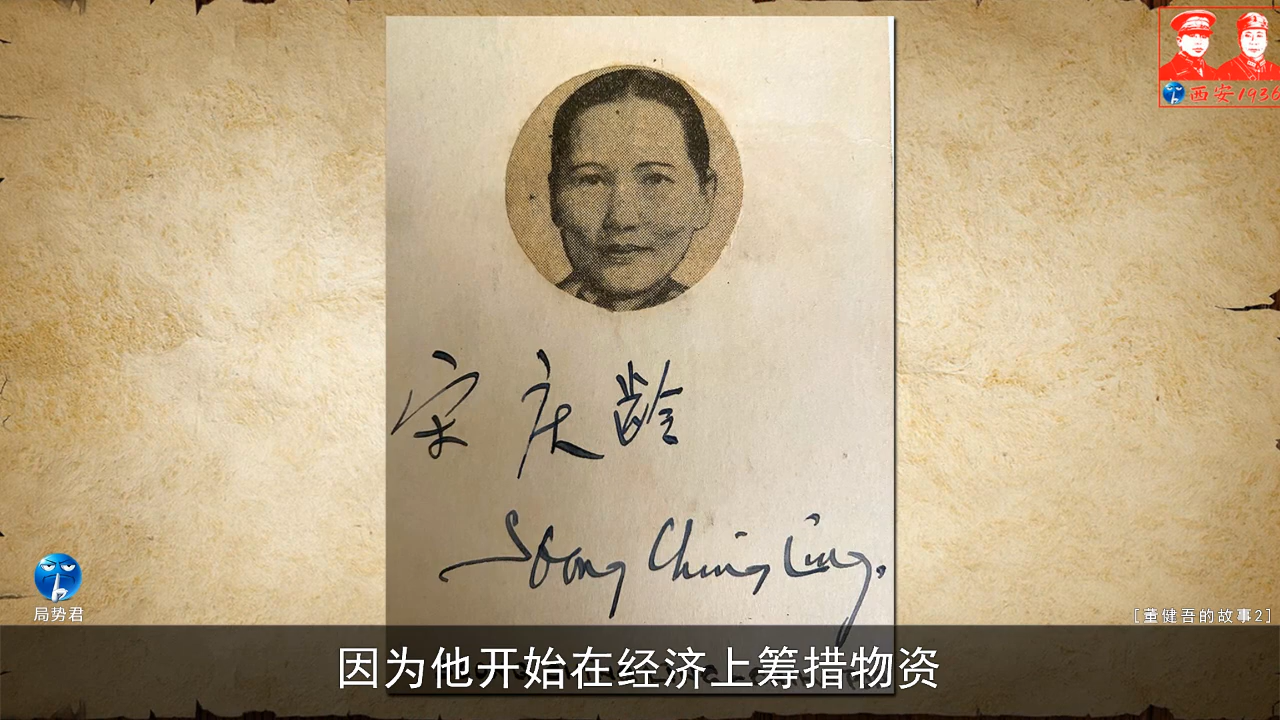 西安1936
宋庆龄
Soong Ching Ling.
局势君
[董健吾的故事2]
因为他开始在经济上筹措物资